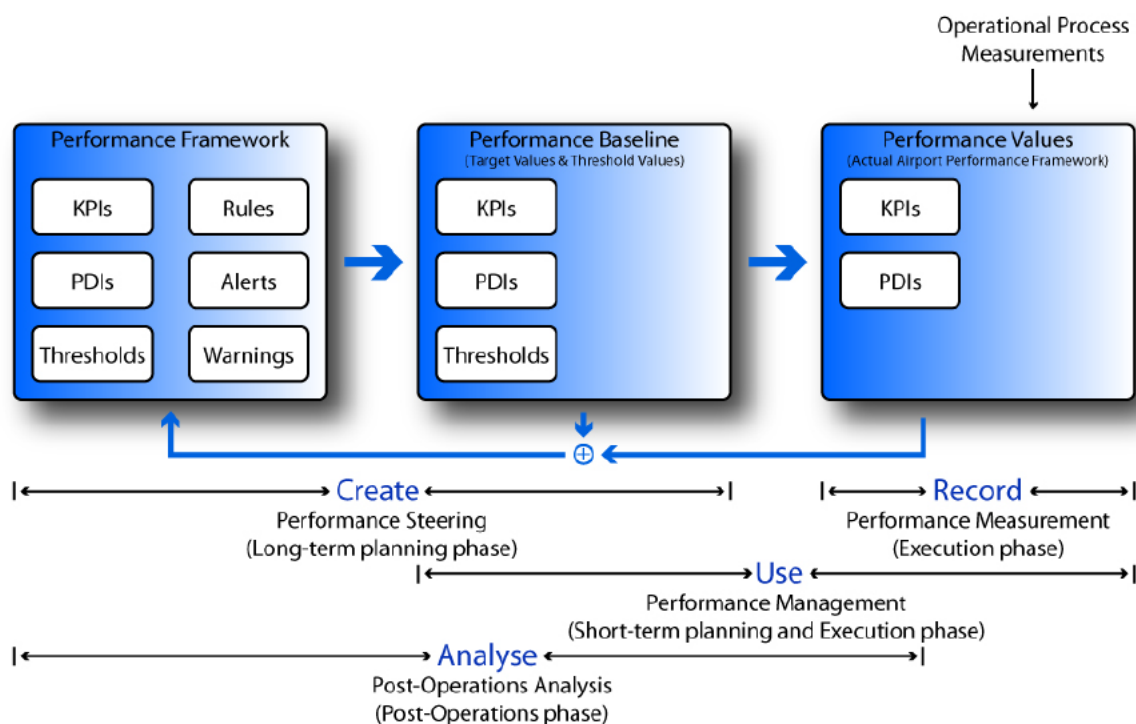 Operational Process
Measurements
Performance Framework
KPIs
Rules
PDIs
Alerts
Thresholds
Warnings
Performance Baseline
(Target Values & Threshold Values)
KPIs
PDIs
Thresholds
Performance Values
(Actual Airport Performance Framework)
KPIs
PDIs
Create
Performance Steering
(Long-term planning phase)
Record
Performance Measurement
(Execution phase)
Use
Performance Management
(Short-term planning and Execution phase)
Analyse
Post-Operations Analysis
(Post-Operations phase)